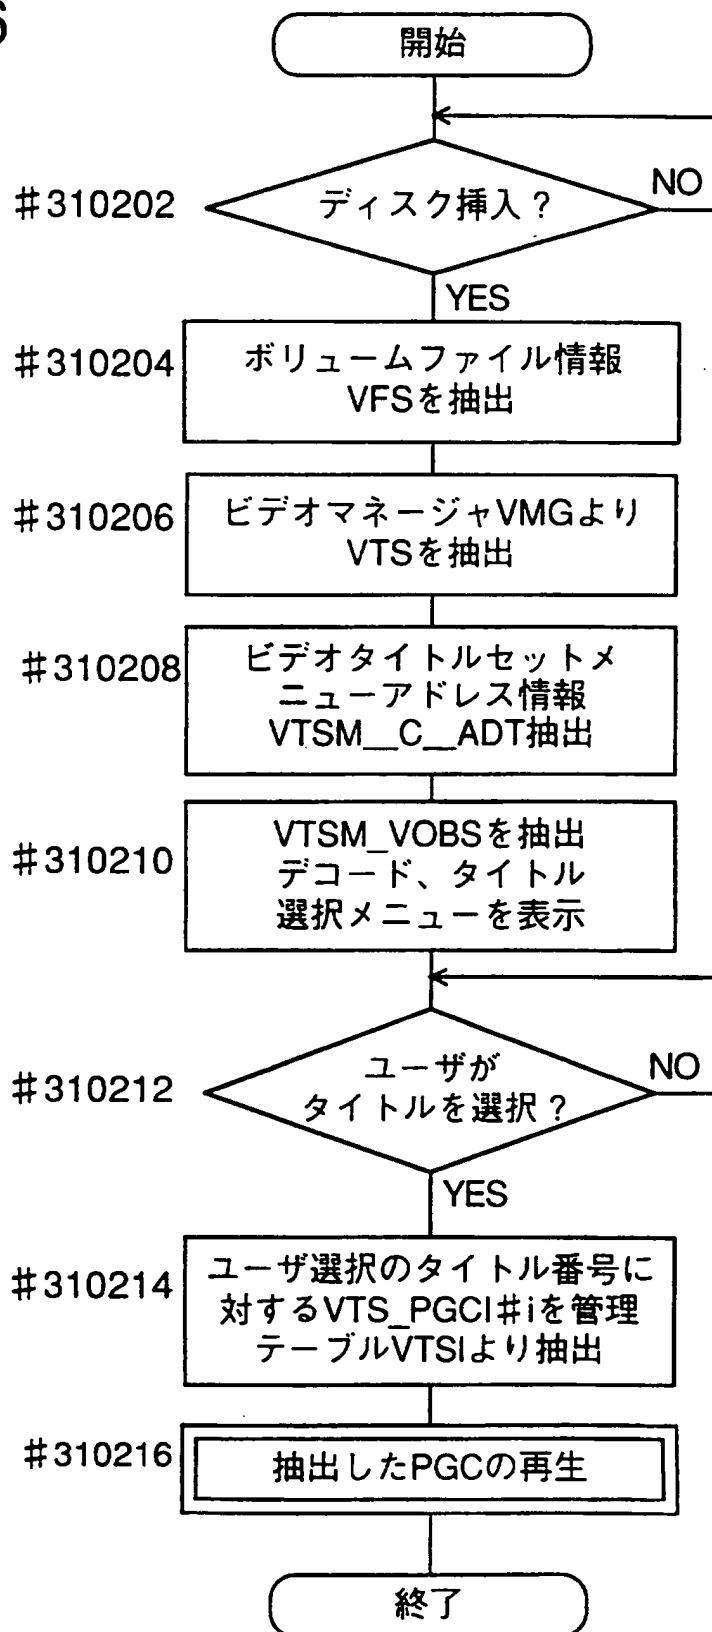 6
開始
#310202
ディスク挿入？
NO
YES
#310204
ボリュームファイル情報
VFSを抽出
#310206
ビデオマネージャVMGより
VTSを抽出
#310208
ビデオタイトルセットメ
ニューアドレス情報
VTSM__C__ADT抽出
#310210
VTSM_VOBSを抽出
デコード、タイトル
選択メニューを表示
#310212
ユーザが
タイトルを選択？
NO
YES
#310214
ユーザ選択のタイトル番号に
対するVTS_PGCI#iを管理
テーブルVTSIより抽出
#310216
抽出したPGCの再生
終了